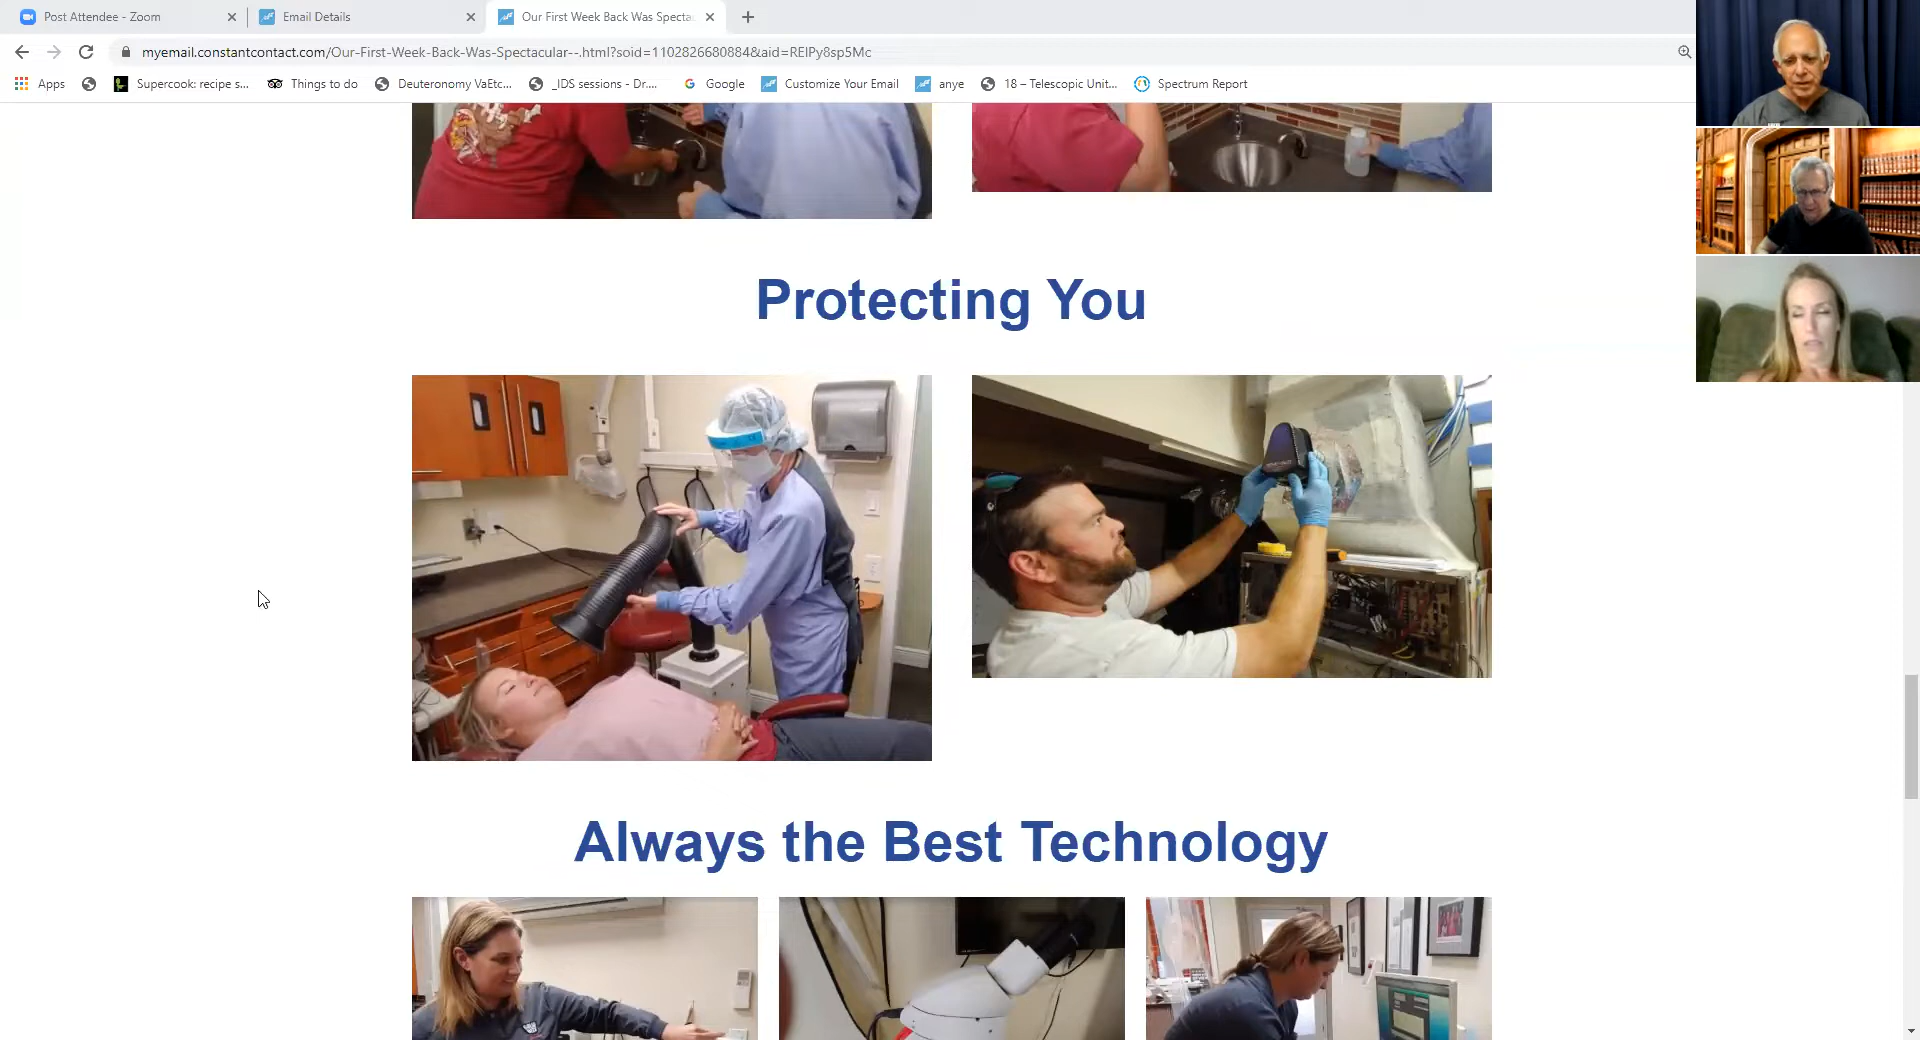 Post Attendee - Zoom
Email Details
Our First Week Back Was Specta
myemail.constantcontact.com/Our-First-Week-Back-Was-Spectacular--.html?soid=1102826680884&aid=REIPy8sp5Mc
Apps
Supercook: recipe s...
Things to do
Deuteronomy VaEtc...
_IDS sessions - Dr....
Google
Customize Your Email
anye
18 – Telescopic Unit...
Spectrum Report
Protecting You
Always the Best Technology